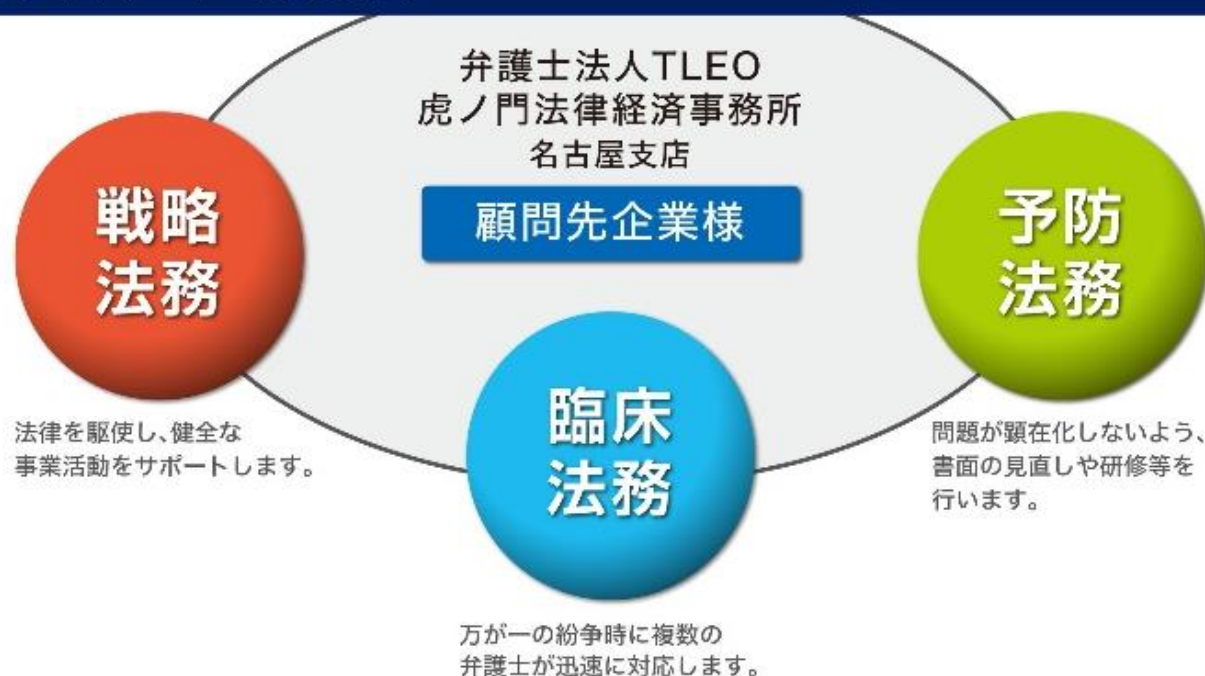 弁護士法人TLEO
虎ノ門法律経済事務所
名古屋支店
顧問先企業様
戦略
法務
法律を駆使し、健全な
事業活動をサポートします。
臨床
法務
万が一の紛争時に複数の
弁護士が迅速に対応します。
予防
法務
問題が顕在化しないよう、
書面の見直しや研修等を
行います。